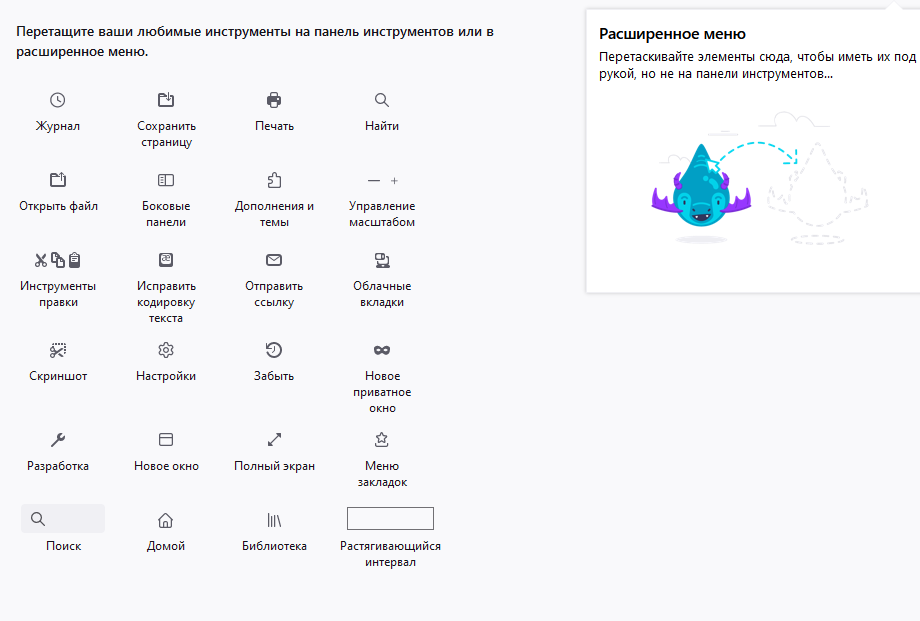 Перетащите ваши любимые инструменты на панель инструментов или в
расширенное меню.
Журнал
Сохранить
страницу
Печать
Найти
Открыть файл
Боковые
панели
Дополнения и
темы
Управление
масштабом
Инструменты
правки
Исправить
кодировку
текста
Отправить
ссылку
Облачные
вкладки
Скриншот
Настройки
Забыть
Новое
приватное
окно
Разработка
Новое окно
Полный экран
Меню
закладок
Поиск
Домой
Библиотека
Растягивающийся
интервал
Расширенное меню
Перетаскивайте элементы сюда, чтобы иметь их под
рукой, но не на панели инструментов...